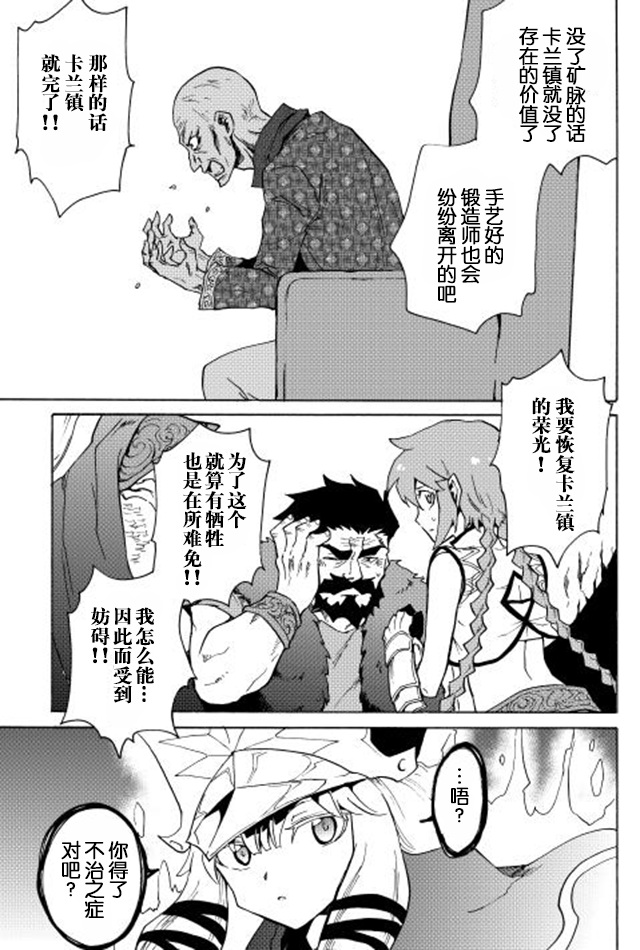 没了矿脉的话
卡兰镇就没了
存在的价值了
手艺好的
锻造师也会
纷纷离开的吧
那样的话
卡兰镇
就完了!!
我要恢复卡兰镇
的荣光！
为了这个
就算有牺牲
也是在所难免!!
我怎么能…
因此而受到
妨碍!!
…唔？
你得了
不治之症
对吧？